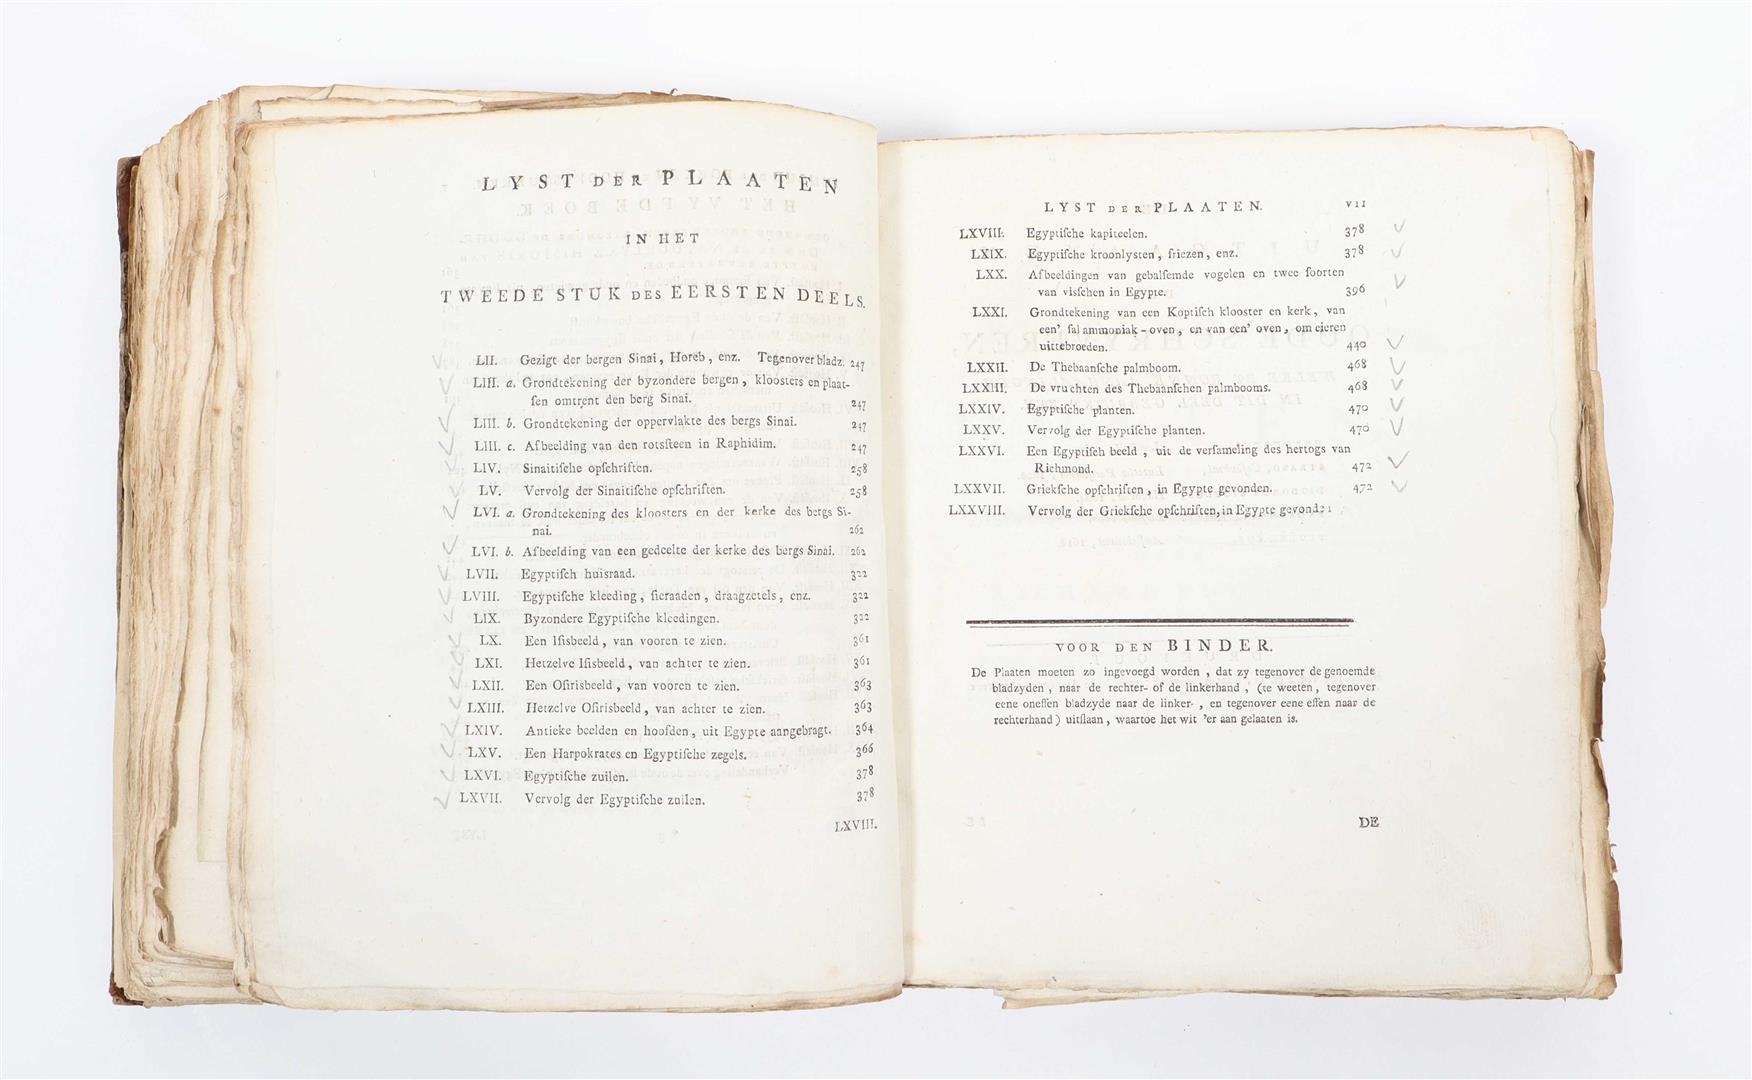 LYST DER PLAATEN
IN HET
TWEEDE STUK DES EERSTEN DEELS.
LII. Gezigt der bergen Sinai, Horeb, enz. Tegenover bladz. 247
LIII. a. Grondtekening der byzondere bergen, kloosters en plaat-
ſen omtrent den berg Sinai. 247
LIII. b. Grondtekening der oppervlakte des bergs Sinai. 247
LIII. c. Afbeelding van den rotsſteen in Raphidim. 247
LIV. Sinaitiſche opſchriften. 258
LV. Vervolg der Sinaitiſche opſchriften. 258
LVI. a. Grondtekening des kloosters en der kerke des bergs Si-
nai. 262
LVI. b. Afbeelding van een gedeelte der kerke des bergs Sinai. 262
LVII. Egyptiſch huisraad. 322
LVIII. Egyptiſche kleeding, ſieraaden, draagzetels, enz. 322
LIX. Byzondere Egyptiſche kleedingen. 322
LX. Een Iſisbeeld, van vooren te zien. 361
LXI. Hetzelve Iſisbeeld, van achter te zien. 361
LXII. Een Oſirisbeeld, van vooren te zien. 363
LXIII. Hetzelve Oſirisbeeld, van achter te zien. 363
LXIV. Antieke beelden en hoofden, uit Egypte aangebragt. 364
LXV. Een Harpokrates en Egyptiſche zegels. 366
LXVI. Egyptiſche zuilen. 378
LXVII. Vervolg der Egyptiſche zuilen. 378
LXVIII.
LYST DER PLAATEN. VII
LXVIII. Egyptiſche kapiteelen. 378
LXIX. Egyptiſche kroonlysten, friezen, enz. 378
LXX. Afbeeldingen van gebalſemde vogelen en twee ſoorten
van visſchen in Egypte. 396
LXXI. Grondtekening van een Koptiſch klooster en kerk, van
een' ſal ammoniak-oven, en van een' oven, om eieren
uittebroeden. 440
LXXII. De Thebaanſche palmboom. 468
LXXIII. De vruchten des Thebaanſchen palmbooms. 468
LXXIV. Egyptiſche planten. 470
LXXV. Vervolg der Egyptiſche planten. 470
LXXVI. Een Egyptiſch beeld, uit de verſameling des hertogs van
Richmond. 472
LXXVII. Griekſche opſchriften, in Egypte gevonden. 472
LXXVIII. Vervolg der Griekſche opſchriften, in Egypte gevonden
VOOR DEN BINDER.
De Plaaten moeten zo ingevoegd worden, dat zy tegenover de genoemde
bladzyden, naar de rechter- of de linkerhand, (te weeten, tegenover
eene oneffen bladzyde naar de linker-, en tegenover eene effen naar de
rechterhand) uitſlaan, waartoe het wit 'er aan gelaaten is.
DE